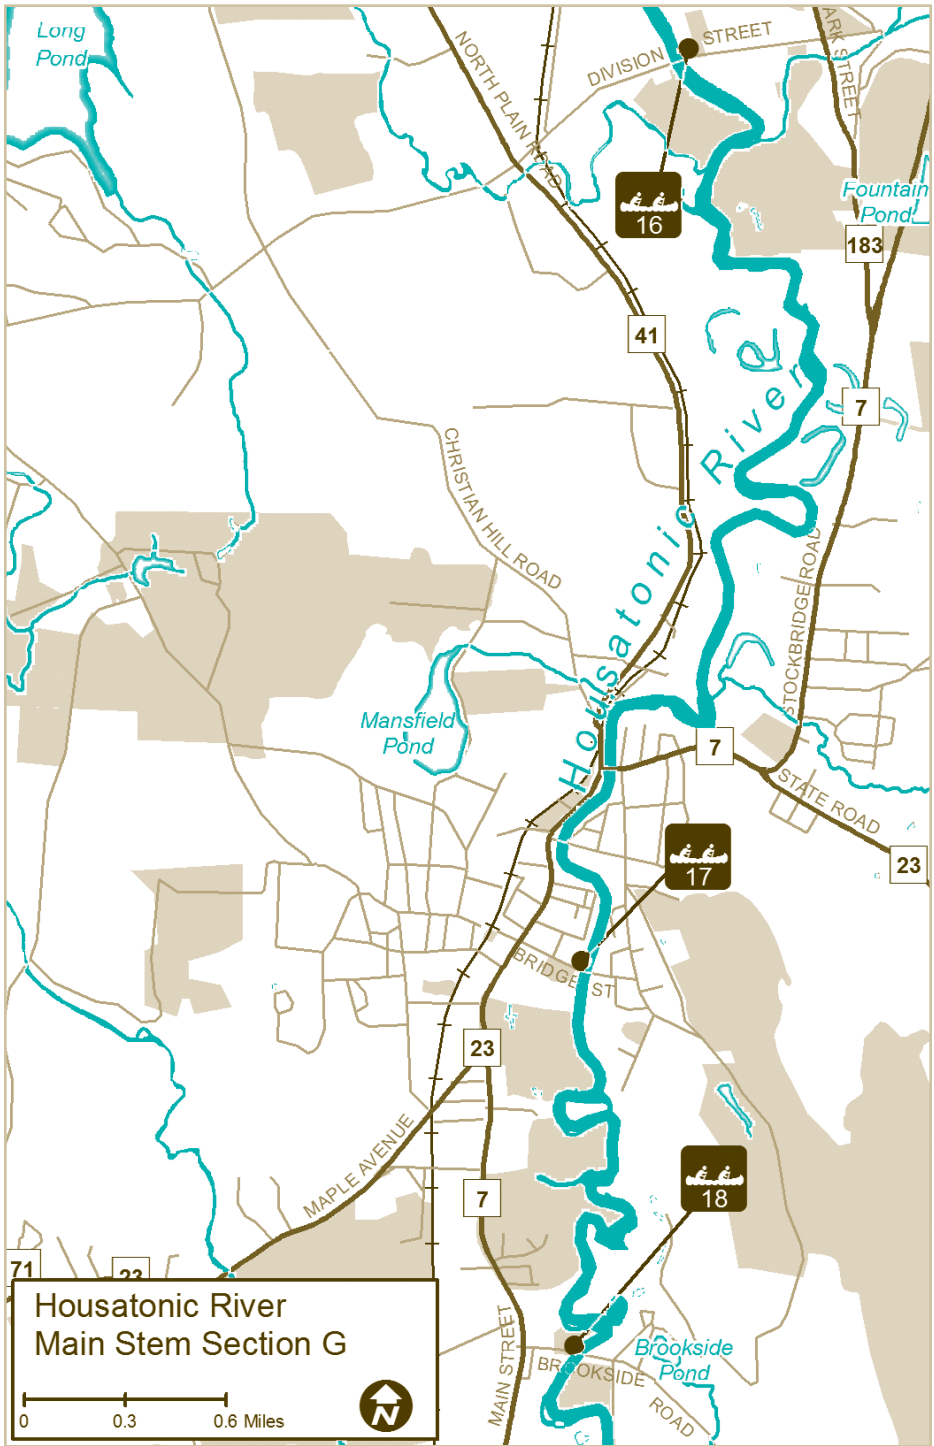 Long
Pond
NORTH PLAIN ROAD
DIVISION STREET
ARK STREET
16
Fountain
Pond
183
41
7
Housatonic River
CHRISTIAN HILL ROAD
STOCKBRIDGE ROAD
Mansfield
Pond
7
STATE ROAD
23
17
BRIDGE ST
23
MAPLE AVENUE
18
7
71
23
Housatonic River
Main Stem Section G
0 0.3 0.6 Miles
N
MAIN STREET
Brookside
Pond
BROOKSIDE ROAD